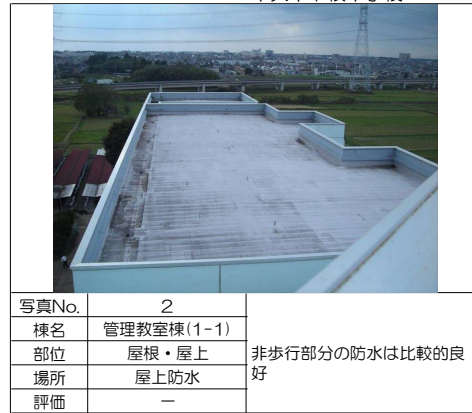 写真No. 2
棟名 管理教室棟(1-1)
部位 屋根・屋上
場所 屋上防水
評価 －
非歩行部分の防水は比較的良
好